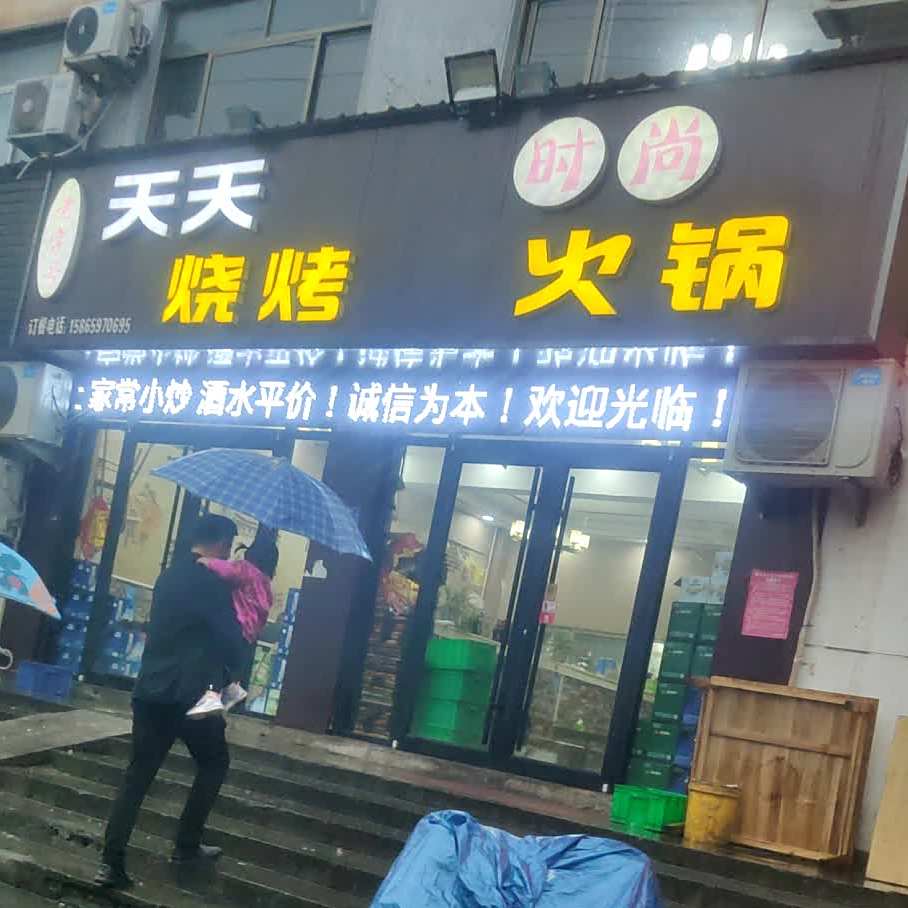 天天
烧烤
时尚
火锅
订餐电话: 15865970695
家常小炒 酒水平价！诚信为本！欢迎光临！